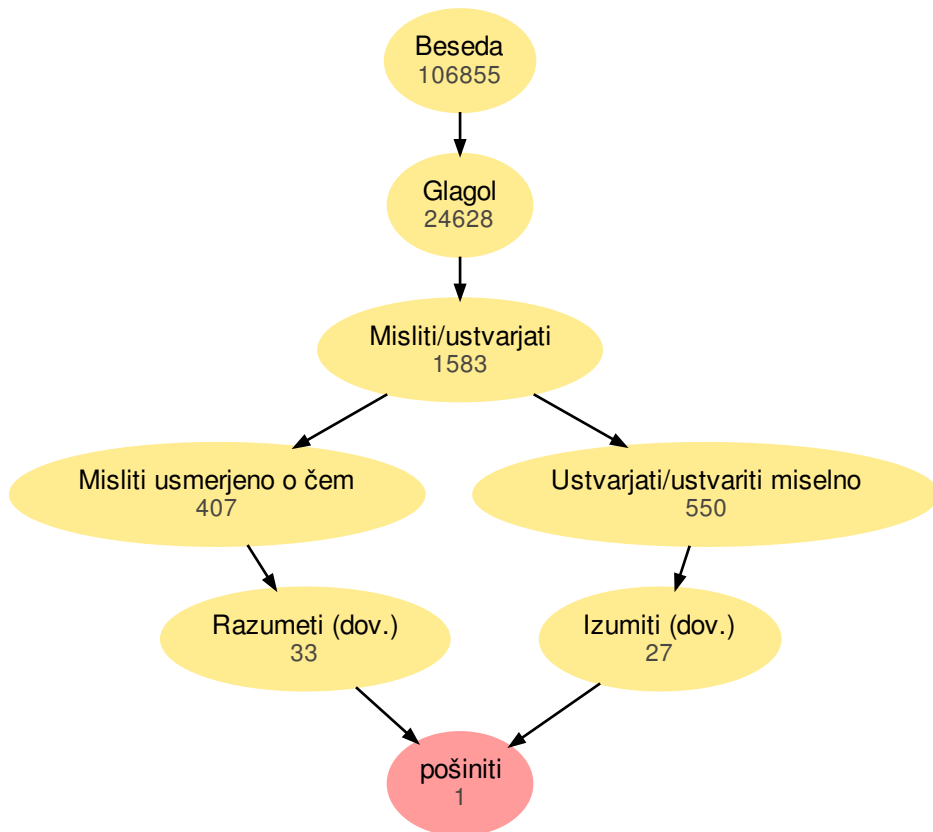 Beseda
106855
Glagol
24628
Misliti/ustvarjati
1583
Misliti usmerjeno o čem
407
Ustvarjati/ustvariti miselno
550
Razumeti (dov.)
33
Izumiti (dov.)
27
pošiniti
1